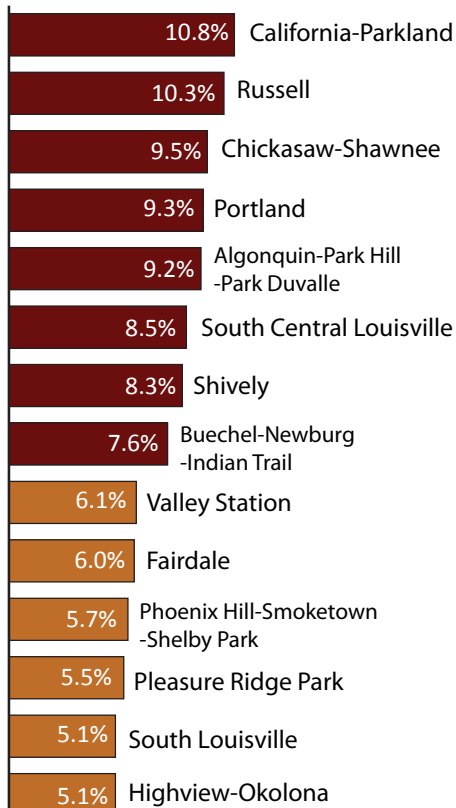 10.8% California-Parkland
10.3% Russell
9.5% Chickasaw-Shawnee
9.3% Portland
9.2% Algonquin-Park Hill
-Park Duvalle
8.5% South Central Louisville
8.3% Shively
7.6% Buechel-Newburg
-Indian Trail
6.1% Valley Station
6.0% Fairdale
5.7% Phoenix Hill-Smoketown
-Shelby Park
5.5% Pleasure Ridge Park
5.1% South Louisville
5.1% Highview-Okolona